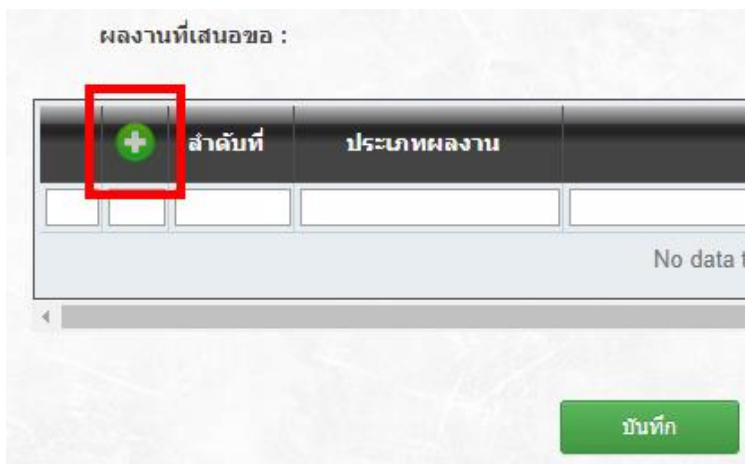 ผลงานที่เสนอขอ :
ลำดับที่ ประเภทผลงาน
No data t
บันทึก